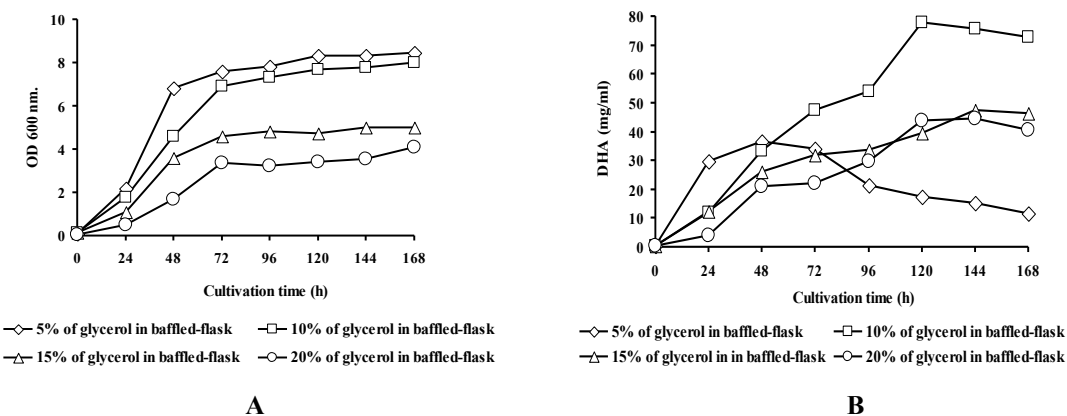 10
8
6
4
2
0
OD 600 nm.
0 24 48 72 96 120 144 168
Cultivation time (h)
5% of glycerol in baffled-flask 10% of glycerol in baffled-flask
15% of glycerol in baffled-flask 20% of glycerol in baffled-flask
A
80
70
60
50
40
30
20
10
0
DHA (mg/ml)
0 24 48 72 96 120 144 168
Cultivation time (h)
5% of glycerol in baffled-flask 10% of glycerol in baffled-flask
15% of glycerol in in baffled-flask 20% of glycerol in baffled-flask
B